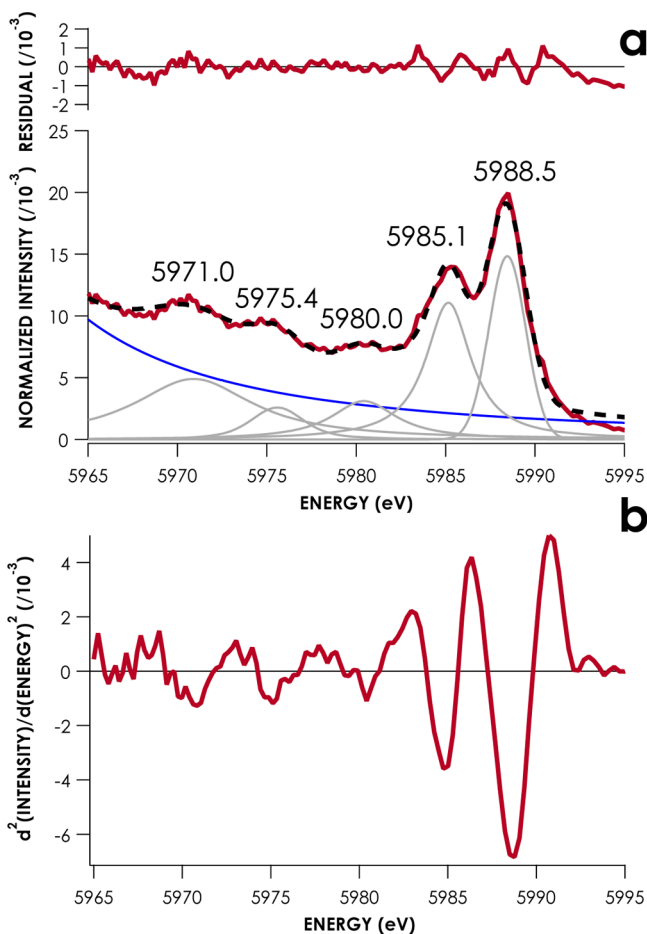 a
RESIDUAL (/10⁻³)
2
1
0
-1
-2
NORMALIZED INTENSITY (/10⁻³)
25
20
15
10
5
0
5971.0
5975.4
5980.0
5985.1
5988.5
5965 5970 5975 5980 5985 5990 5995
ENERGY (eV)
b
d²(INTENSITY)/d(ENERGY)² (/10⁻³)
4
2
0
-2
-4
-6
5965 5970 5975 5980 5985 5990 5995
ENERGY (eV)